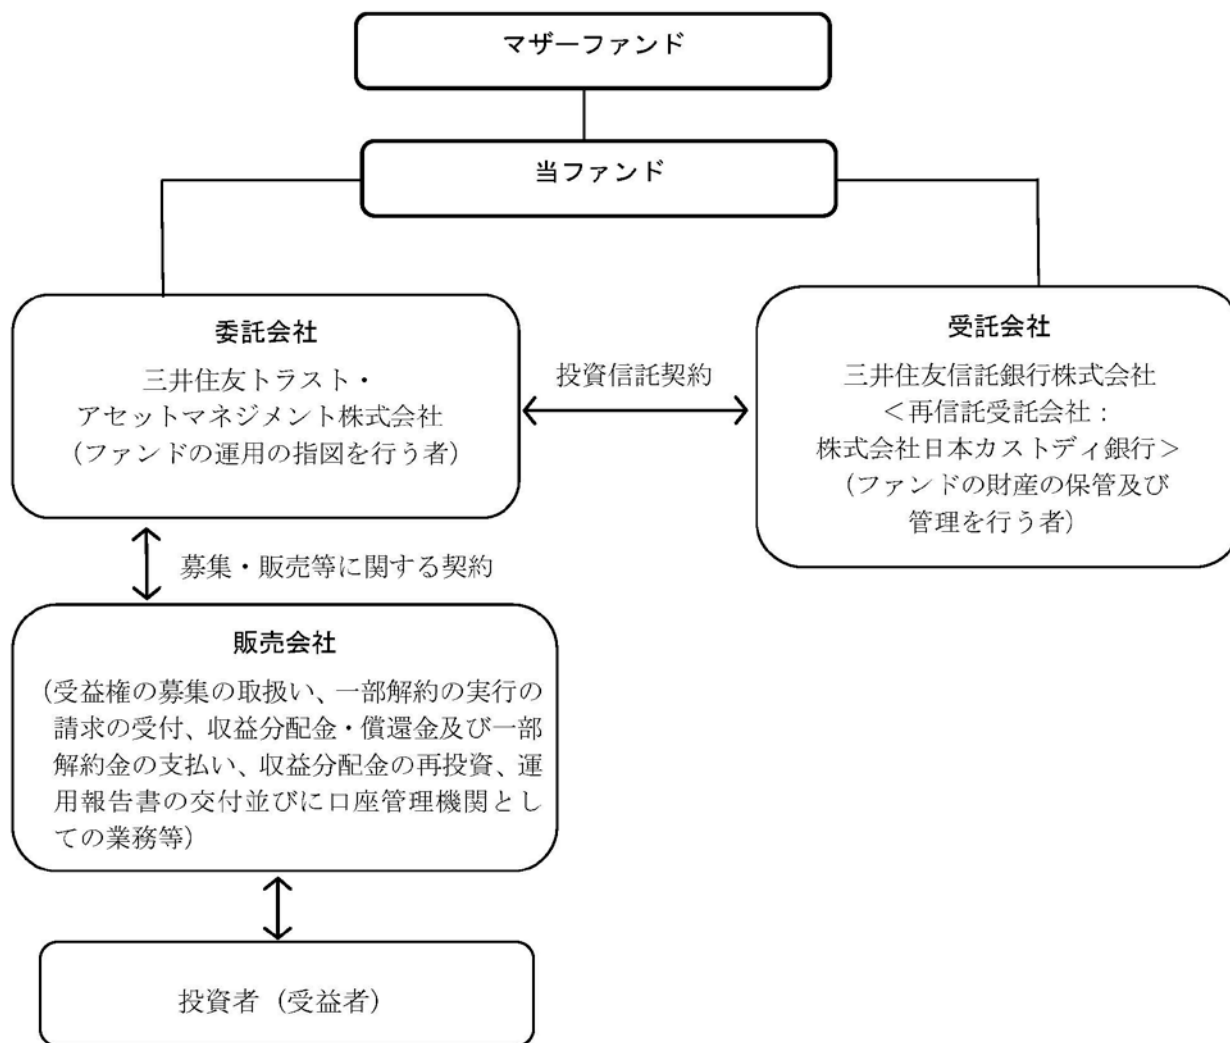 マザーファンド
当ファンド
委託会社
三井住友トラスト・
アセットマネジメント株式会社
（ファンドの運用の指図を行う者）
投資信託契約
受託会社
三井住友信託銀行株式会社
＜再信託受託会社：
株式会社日本カストディ銀行＞
（ファンドの財産の保管及び
管理を行う者）
募集・販売等に関する契約
販売会社
（受益権の募集の取扱い、一部解約の実行の
請求の受付、収益分配金・償還金及び一部
解約金の支払い、収益分配金の再投資、運
用報告書の交付並びに口座管理機関とし
ての業務等）
投資者（受益者）